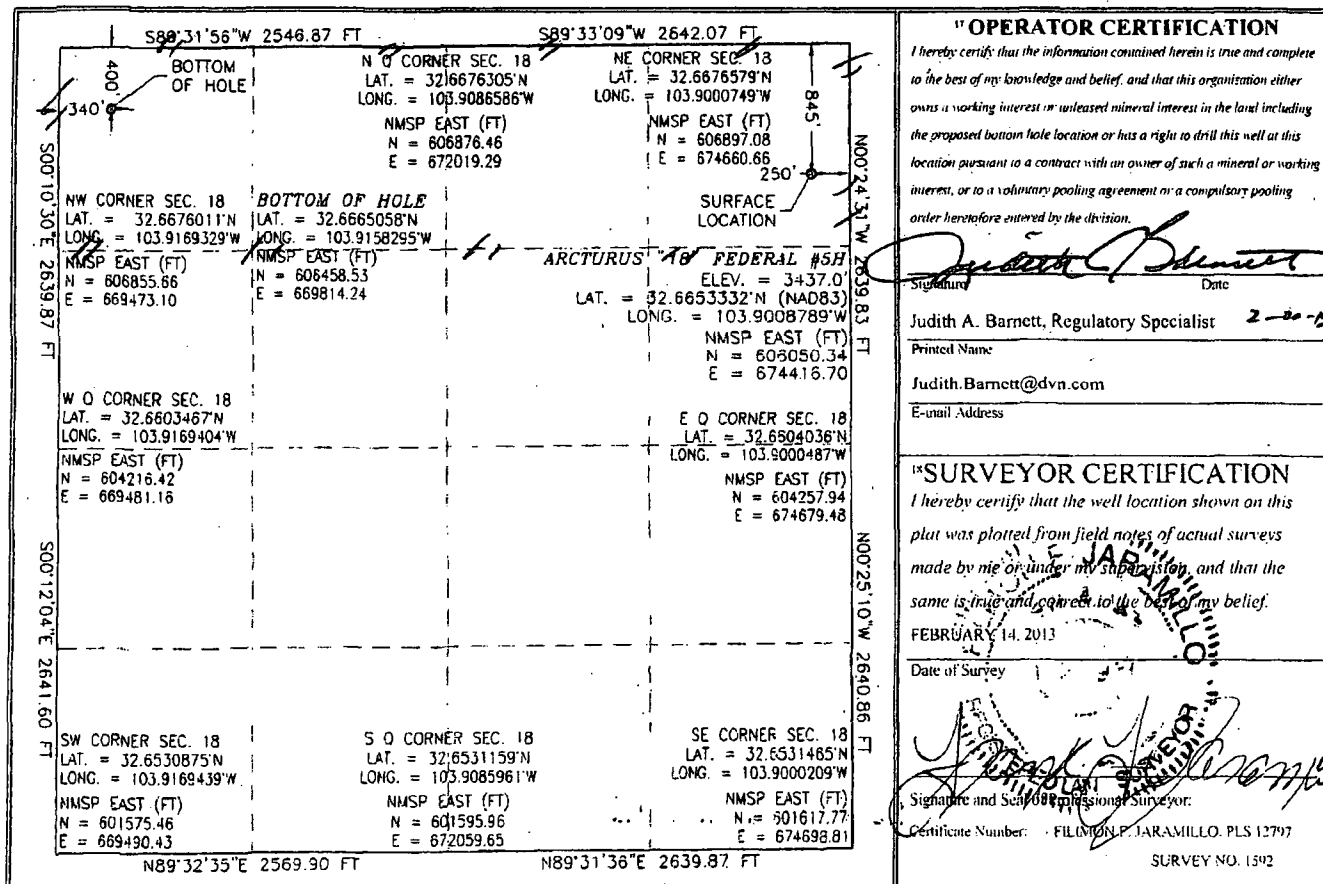 S89°31'56"W 2546.87 FT
S89°33'09"W 2642.07 FT
400'
BOTTOM
OF HOLE
340'
N Q CORNER SEC. 18
LAT. = 32.6676305'N
LONG. = 103.9086586'W
NMSP EAST (FT)
N = 606876.46
E = 672019.29
NE CORNER SEC. 18
LAT. = 32.6676579'N
LONG. = 103.9000749'W
NMSP EAST (FT)
N = 606897.08
E = 674660.66
845'
250'
SURFACE
LOCATION
S00°10'30"E 2639.87 FT
N00°24'31"W 2639.83 FT
NW CORNER SEC. 18
LAT. = 32.6676011'N
LONG. = 103.9169329'W
NMSP EAST (FT)
N = 606855.66
E = 669473.10
BOTTOM OF HOLE
LAT. = 32.6665058'N
LONG. = 103.9158295'W
NMSP EAST (FT)
N = 606458.53
E = 669814.24
ARCTURUS "18" FEDERAL #5H
ELEV. = 3437.0'
LAT. = 32.6653332'N (NAD83)
LONG. = 103.9008789'W
NMSP EAST (FT)
N = 606050.34
E = 674416.70
W Q CORNER SEC. 18
LAT. = 32.6603467'N
LONG. = 103.9169404'W
NMSP EAST (FT)
N = 604216.42
E = 669481.16
E Q CORNER SEC. 18
LAT. = 32.6604036'N
LONG. = 103.9000487'W
NMSP EAST (FT)
N = 604257.94
E = 674679.48
S00°12'04"E 2641.60 FT
N00°25'10"W 2640.86 FT
SW CORNER SEC. 18
LAT. = 32.6530875'N
LONG. = 103.9169439'W
NMSP EAST (FT)
N = 601575.46
E = 669490.43
S Q CORNER SEC. 18
LAT. = 32.6531159'N
LONG. = 103.9085961'W
NMSP EAST (FT)
N = 601595.96
E = 672059.65
SE CORNER SEC. 18
LAT. = 32.6531465'N
LONG. = 103.9000209'W
NMSP EAST (FT)
N = 601617.77
E = 674698.81
N89°32'35"E 2569.90 FT
N89°31'36"E 2639.87 FT
17 OPERATOR CERTIFICATION
I hereby certify that the information contained herein is true and complete
to the best of my knowledge and belief, and that this organization either
owns a working interest or unleased mineral interest in the land including
the proposed bottom hole location or has a right to drill this well at this
location pursuant to a contract with an owner of such a mineral or working
interest, or to a voluntary pooling agreement or a compulsory pooling
order heretofore entered by the division.
Judith A Barnett
Signature Date
Judith A. Barnett, Regulatory Specialist
Printed Name
Judith.Barnett@dvn.com
E-mail Address
18 SURVEYOR CERTIFICATION
I hereby certify that the well location shown on this
plat was plotted from field notes of actual surveys
made by me or under my supervision, and that the
same is true and correct to the best of my belief.
FEBRUARY 14, 2013
Date of Survey
JARAMILLO
SURVEYOR
Signature and Seal of Professional Surveyor:
Certificate Number: FILIMON F. JARAMILLO, PLS 12797
SURVEY NO. 1592